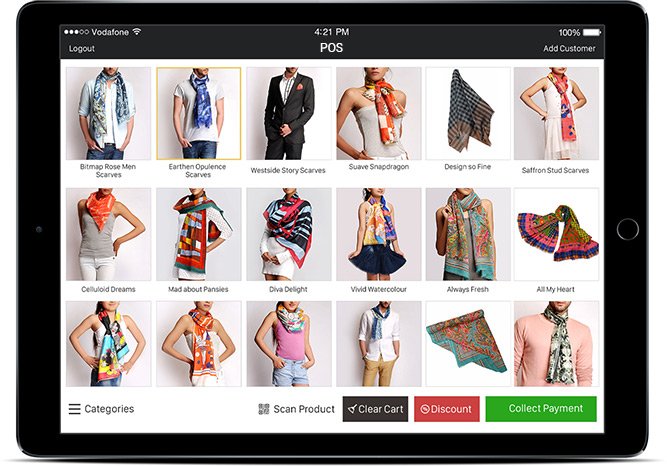 ●●●○○ Vodafone 4:21 PM 100%
Logout POS Add Customer
Bitmap Rose Men Scarves
Earthen Opulence Scarves
Westside Story Scarves
Suave Snapdragon
Design so Fine
Saffron Stud Scarves
Celluloid Dreams
Mad about Pansies
Diva Delight
Vivid Watercolour
Always Fresh
All My Heart
Categories
Scan Product
Clear Cart
Discount
Collect Payment